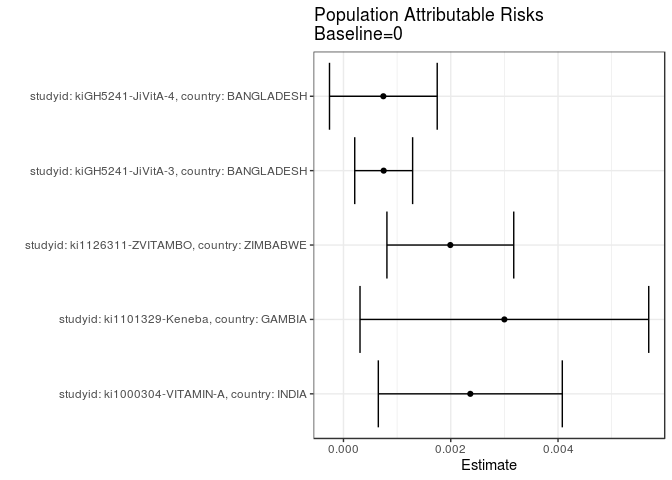 Population Attributable Risks
Baseline=0
studyid: kiGH5241-JiVitA-4, country: BANGLADESH
studyid: kiGH5241-JiVitA-3, country: BANGLADESH
studyid: ki1126311-ZVITAMBO, country: ZIMBABWE
studyid: ki1101329-Keneba, country: GAMBIA
studyid: ki1000304-VITAMIN-A, country: INDIA
0.000 0.002 0.004
Estimate